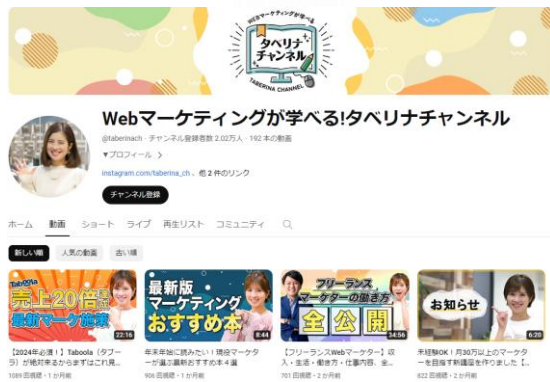 WEBマーケティングが学べる
タベリナ
チャンネル
TABERINA CHANNEL
Webマーケティングが学べる!タベリナチャンネル
@taberinach · チャンネル登録者数 2.02万人 · 192 本の動画
▼プロフィール >
instagram.com/taberina_ch 、他 2 件のリンク
チャンネル登録
ホーム 動画 ショート ライブ 再生リスト コミュニティ
新しい順 人気の動画 古い順
Taboola
売上20倍
最新マーケ施策
22:16
最新版
マーケティング
おすすめ本
8:44
フリーランス
マーケターの働き方
全公開
34:56
お知らせ
6:20
【2024年必須！】Taboola（タブー
ラ）が絶対来るからまずはこれ見...
1089 回視聴 · 1 か月前
年末年始に読みたい！現役マーケタ
ーが選ぶ最新おすすめ本４選
906 回視聴 · 1 か月前
【フリーランスWebマーケター】収
入・生活・働き方・仕事内容、全...
701 回視聴 · 2 か月前
未経験OK！月30万以上のマーケタ
ーを目指す新講座を作りました【...
822 回視聴 · 2 か月前